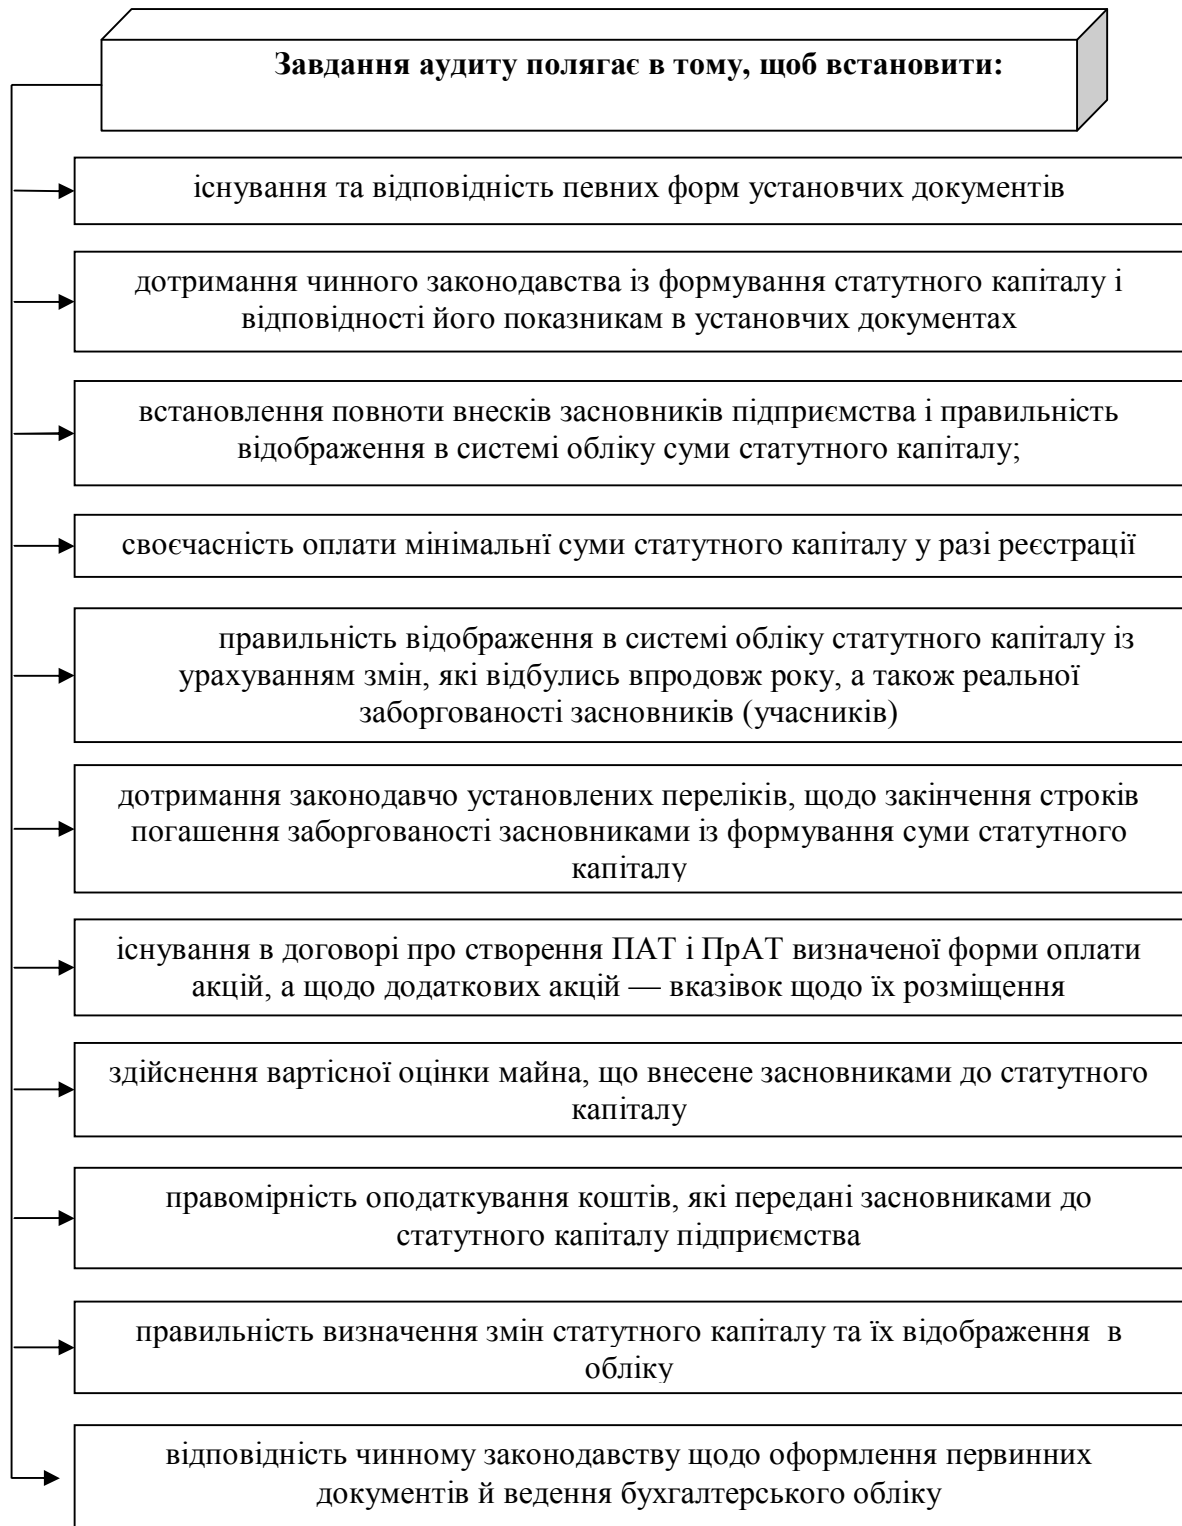 Завдання аудиту полягає в тому, щоб встановити:
існування та відповідність певних форм установчих документів
дотримання чинного законодавства із формування статутного капіталу і
відповідності його показникам в установчих документах
встановлення повноти внесків засновників підприємства і правильність
відображення в системі обліку суми статутного капіталу;
своєчасність оплати мінімальнї суми статутного капіталу у разі реєстрації
правильність відображення в системі обліку статутного капіталу із
урахуванням змін, які відбулись впродовж року, а також реальної
заборгованості засновників (учасників)
дотримання законодавчо установлених переліків, щодо закінчення строків
погашення заборгованості засновниками із формування суми статутного
капіталу
існування в договорі про створення ПАТ і ПрАТ визначеної форми оплати
акцій, а щодо додаткових акцій — вказівок щодо їх розміщення
здійснення вартісної оцінки майна, що внесене засновниками до статутного
капіталу
правомірність оподаткування коштів, які передані засновниками до
статутного капіталу підприємства
правильність визначення змін статутного капіталу та їх відображення в
обліку
відповідність чинному законодавству щодо оформлення первинних
документів й ведення бухгалтерського обліку